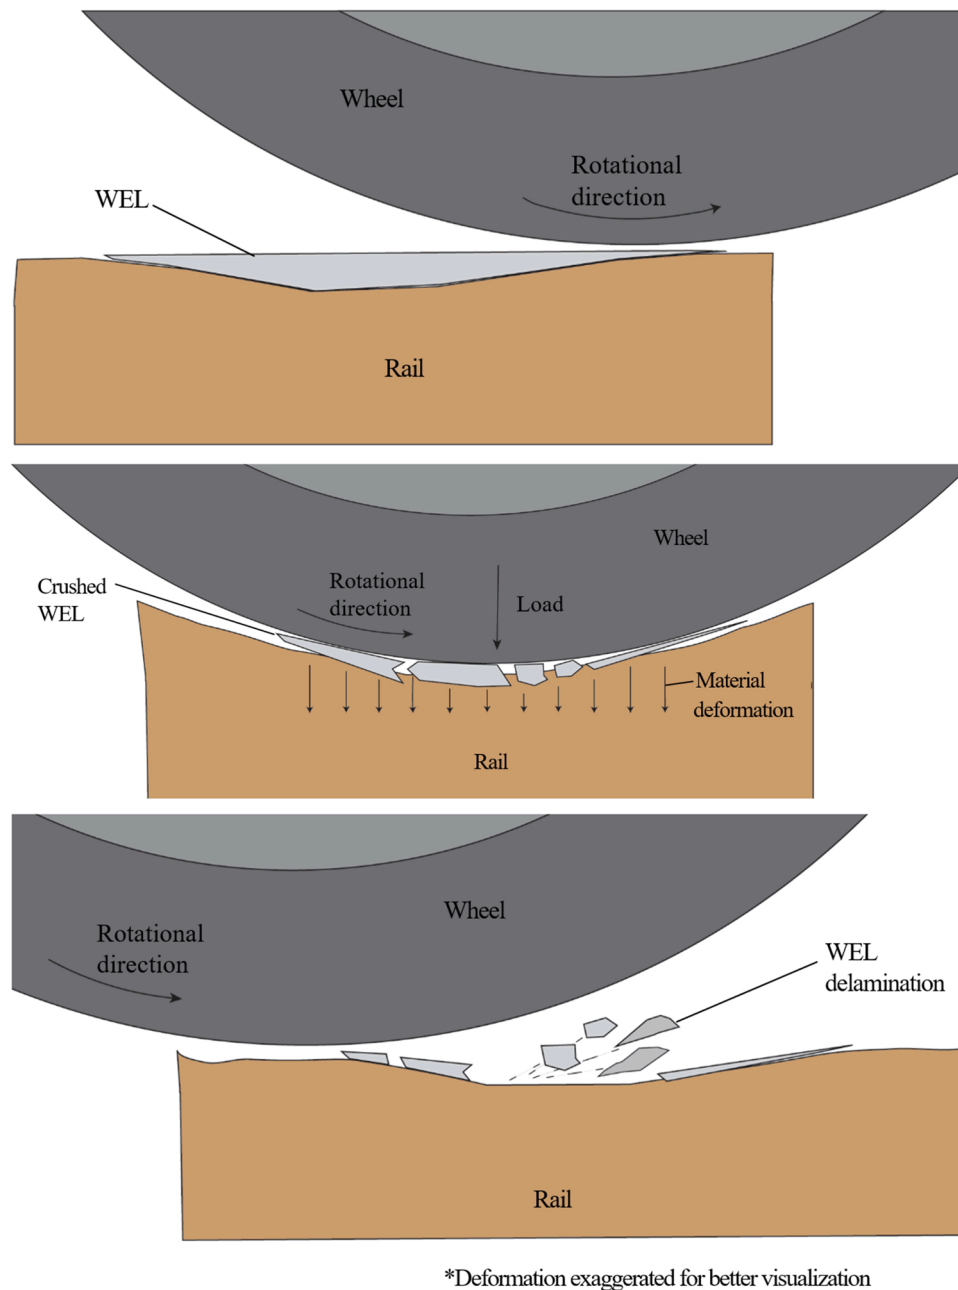 Wheel
Rotational
direction
WEL
Rail
Wheel
Crushed
WEL
Rotational
direction
Load
Material
deformation
Rail
Wheel
Rotational
direction
WEL
delamination
Rail
*Deformation exaggerated for better visualization